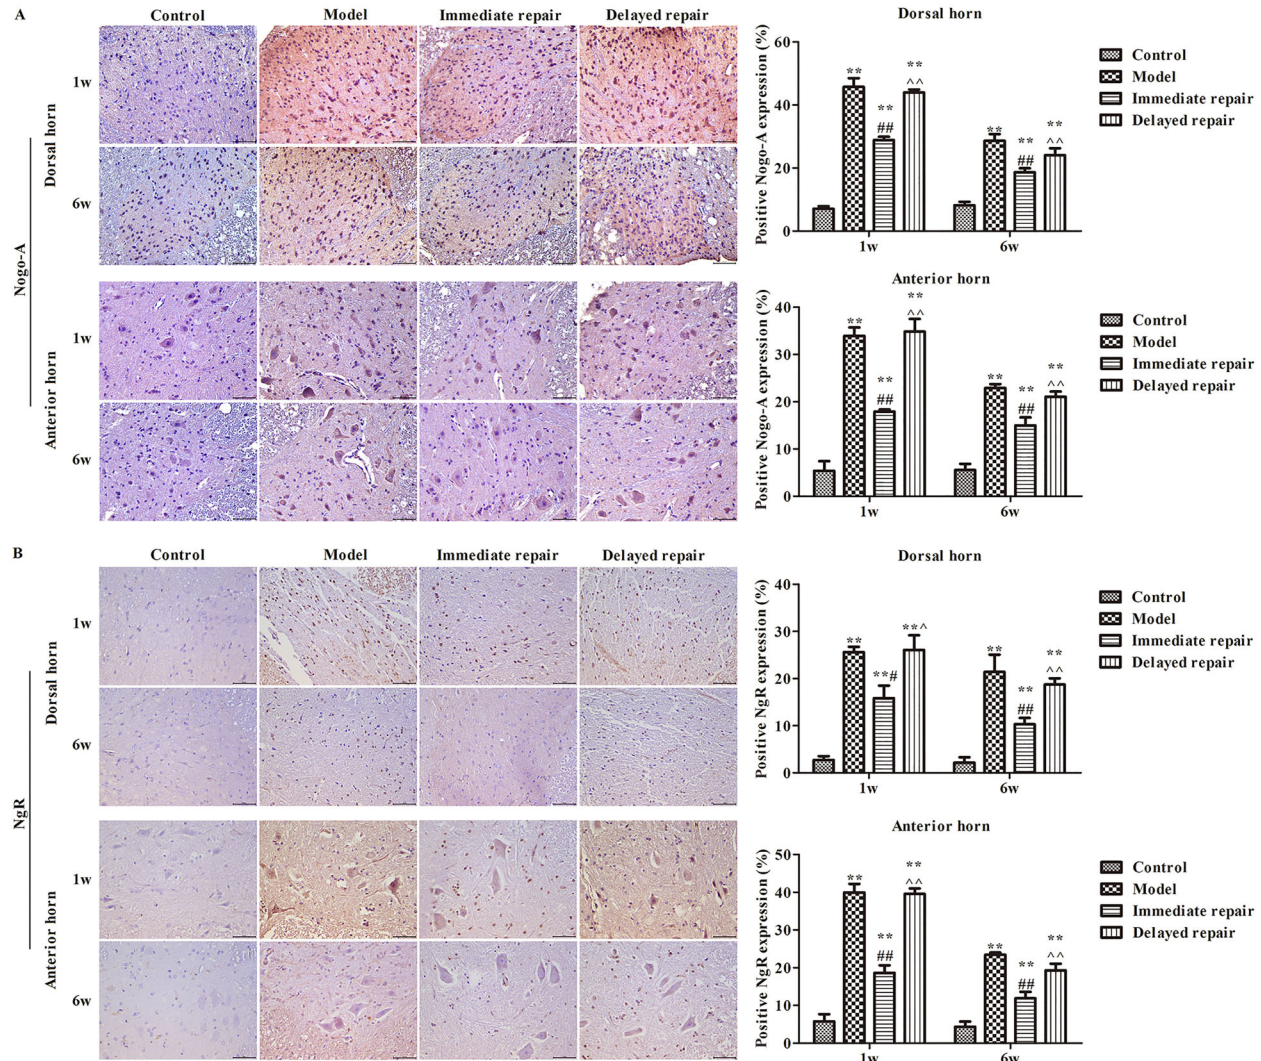 A
Control Model Immediate repair Delayed repair
1w
6w
Dorsal horn
1w
6w
Anterior horn
Nogo-A
Dorsal horn
Positive Nogo-A expression (%)
60
40
20
0
** ** ## ** ^^
** ** ## ** ^^
1w 6w
Control
Model
Immediate repair
Delayed repair
Anterior horn
Positive Nogo-A expression (%)
40
30
20
10
0
** ** ## ** ^^
** ** ## ** ^^
1w 6w
Control
Model
Immediate repair
Delayed repair
B
Control Model Immediate repair Delayed repair
1w
6w
Dorsal horn
1w
6w
Anterior horn
NgR
Dorsal horn
Positive NgR expression (%)
40
30
20
10
0
** **# **^
** ** ## ** ^^
1w 6w
Control
Model
Immediate repair
Delayed repair
Anterior horn
Positive NgR expression (%)
50
40
30
20
10
0
** ** ## ** ^^
** ** ## ** ^^
1w 6w
Control
Model
Immediate repair
Delayed repair